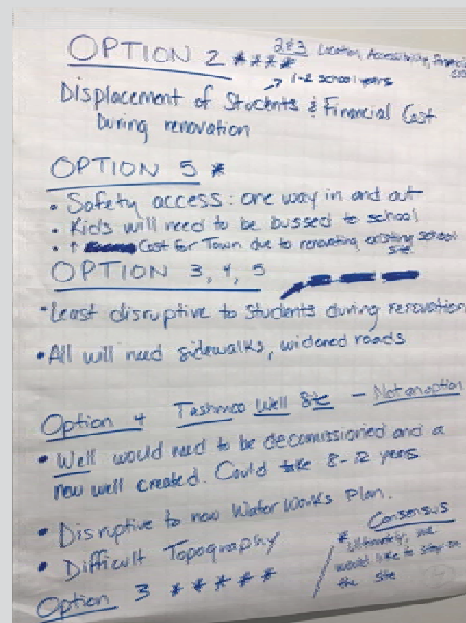 OPTION 2 ****
2 & 3 Location, Accessibility, Financial
→ 1-2 school years
Displacement of Students & Financial Cost
During renovation
OPTION 5 *
• Safety access: one way in and out
• Kids will need to be bussed to school
• ↑ Cost for Town due to renovating existing school
site.
OPTION 3, 4, 5
• Least disruptive to students during renovation
• All will need sidewalks, widened roads
Option 4 Tashmoo Well Site - Not an option
• Well would need to be decomissioned and a
new well created. Could take 8-12 years
• Disruptive to new Water Works Plan.
• Difficult Topography
Option 3 *****
Consensus
* Ultimately, we
would like to stay on
the site